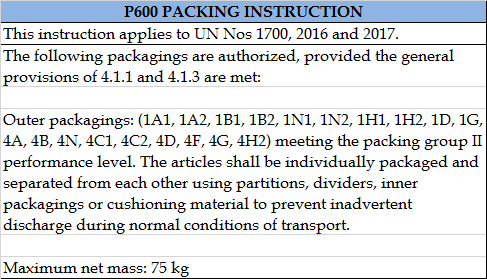 P600 PACKING INSTRUCTION
This instruction applies to UN Nos 1700, 2016 and 2017.
The following packagings are authorized, provided the general
provisions of 4.1.1 and 4.1.3 are met:
Outer packagings: (1A1, 1A2, 1B1, 1B2, 1N1, 1N2, 1H1, 1H2, 1D, 1G,
4A, 4B, 4N, 4C1, 4C2, 4D, 4F, 4G, 4H2) meeting the packing group II
performance level. The articles shall be individually packaged and
separated from each other using partitions, dividers, inner
packagings or cushioning material to prevent inadvertent
discharge during normal conditions of transport.
Maximum net mass: 75 kg